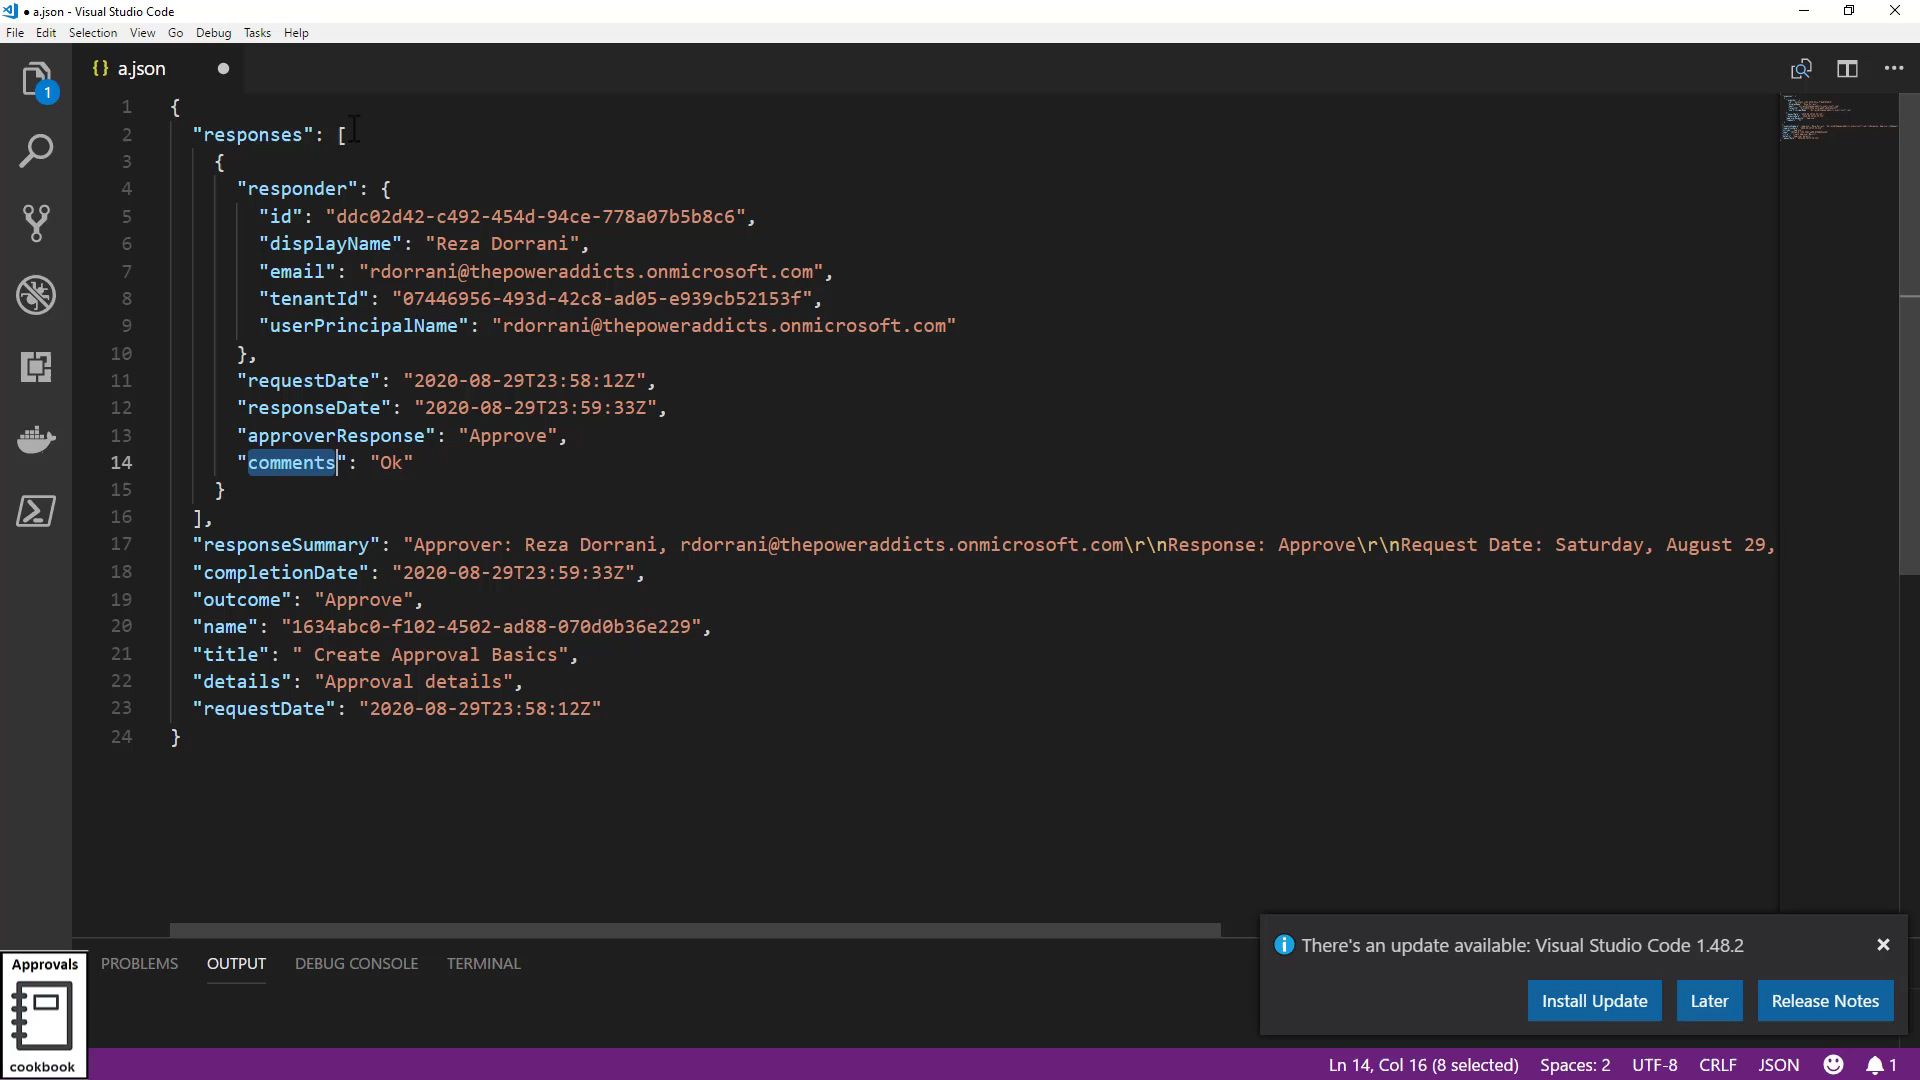 ● a.json - Visual Studio Code
File Edit Selection View Go Debug Tasks Help
{} a.json
1
1 {
2 "responses": [
3 {
4 "responder": {
5 "id": "ddc02d42-c492-454d-94ce-778a07b5b8c6",
6 "displayName": "Reza Dorrani",
7 "email": "rdorrani@thepoweraddicts.onmicrosoft.com",
8 "tenantId": "07446956-493d-42c8-ad05-e939cb52153f",
9 "userPrincipalName": "rdorrani@thepoweraddicts.onmicrosoft.com"
10 },
11 "requestDate": "2020-08-29T23:58:12Z",
12 "responseDate": "2020-08-29T23:59:33Z",
13 "approverResponse": "Approve",
14 "comments": "Ok"
15 }
16 ],
17 "responseSummary": "Approver: Reza Dorrani, rdorrani@thepoweraddicts.onmicrosoft.com\r\nResponse: Approve\r\nRequest Date: Saturday, August 29,
18 "completionDate": "2020-08-29T23:59:33Z",
19 "outcome": "Approve",
20 "name": "1634abc0-f102-4502-ad88-070d0b36e229",
21 "title": " Create Approval Basics",
22 "details": "Approval details",
23 "requestDate": "2020-08-29T23:58:12Z"
24 }
There's an update available: Visual Studio Code 1.48.2
Install Update Later Release Notes
Approvals
cookbook
PROBLEMS OUTPUT DEBUG CONSOLE TERMINAL
Ln 14, Col 16 (8 selected) Spaces: 2 UTF-8 CRLF JSON 1